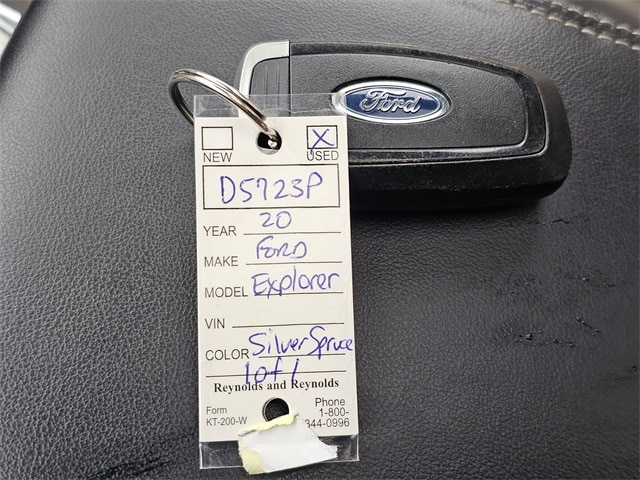 Ford
X
NEW USED
D5723P
YEAR 20
MAKE FORD
MODEL Explorer
VIN
COLOR Silver Spruce
1 of 1
Reynolds and Reynolds
Form Phone
KT-200-W 1-800-
344-0996